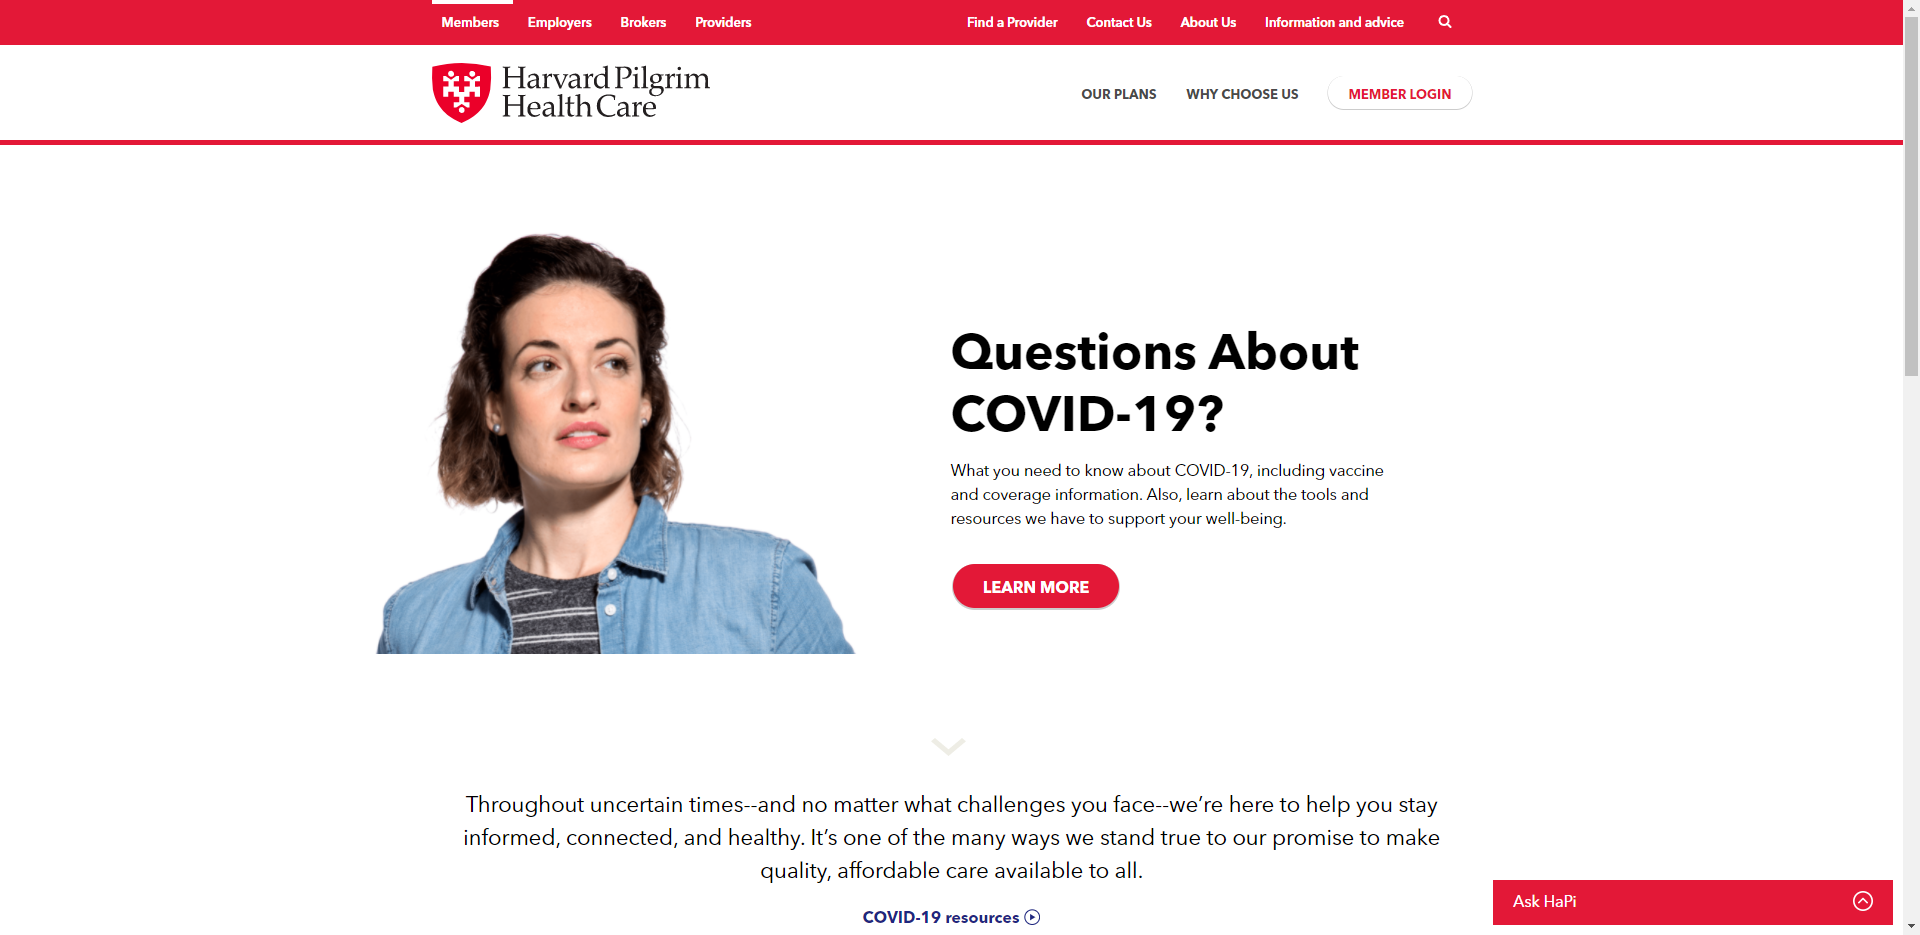 Members Employers Brokers Providers Find a Provider Contact Us About Us Information and advice
Harvard Pilgrim
Health Care
OUR PLANS WHY CHOOSE US MEMBER LOGIN
Questions About
COVID-19?
What you need to know about COVID-19, including vaccine
and coverage information. Also, learn about the tools and
resources we have to support your well-being.
LEARN MORE
Throughout uncertain times--and no matter what challenges you face--we're here to help you stay
informed, connected, and healthy. It's one of the many ways we stand true to our promise to make
quality, affordable care available to all.
COVID-19 resources
Ask HaPi